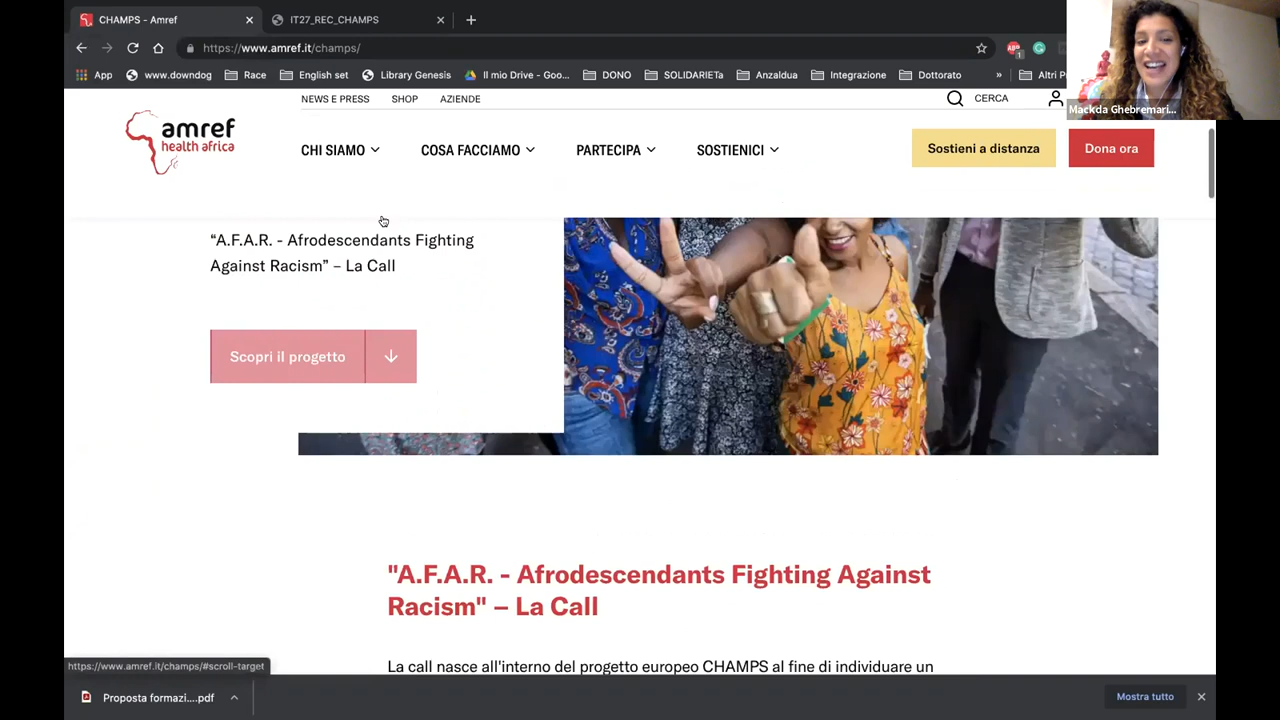 CHAMPS - Amref
IT27_REC_CHAMPS
https://www.amref.it/champs/
App
www.downdog
Race
English set
Library Genesis
Il mio Drive - Goo...
DONO
SOLIDARIETa
Anzaldua
Integrazione
Dottorato
»
Altri Pr
Mackda Ghebremari...
NEWS E PRESS
SHOP
AZIENDE
CERCA
amref
health africa
CHI SIAMO
COSA FACCIAMO
PARTECIPA
SOSTIENICI
Sostieni a distanza
Dona ora
“A.F.A.R. - Afrodescendants Fighting
Against Racism” – La Call
Scopri il progetto
"A.F.A.R. - Afrodescendants Fighting Against
Racism" – La Call
La call nasce all'interno del progetto europeo CHAMPS al fine di individuare un
https://www.amref.it/champs/#scroll-target
Proposta formazi....pdf
Mostra tutto